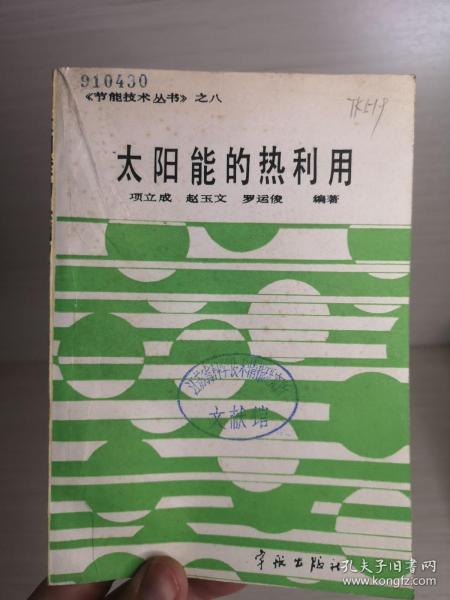 910430
《节能技术丛书》之八
TK519
太阳能的热利用
项立成 赵玉文 罗运俊 编著
文献馆
宇航出版社
孔夫子旧书网
www.kongfz.com